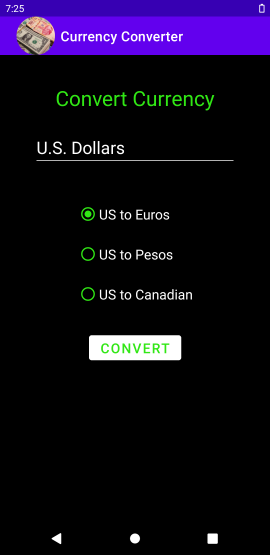 7:25
Currency Converter
Convert Currency
U.S. Dollars
US to Euros
US to Pesos
US to Canadian
CONVERT